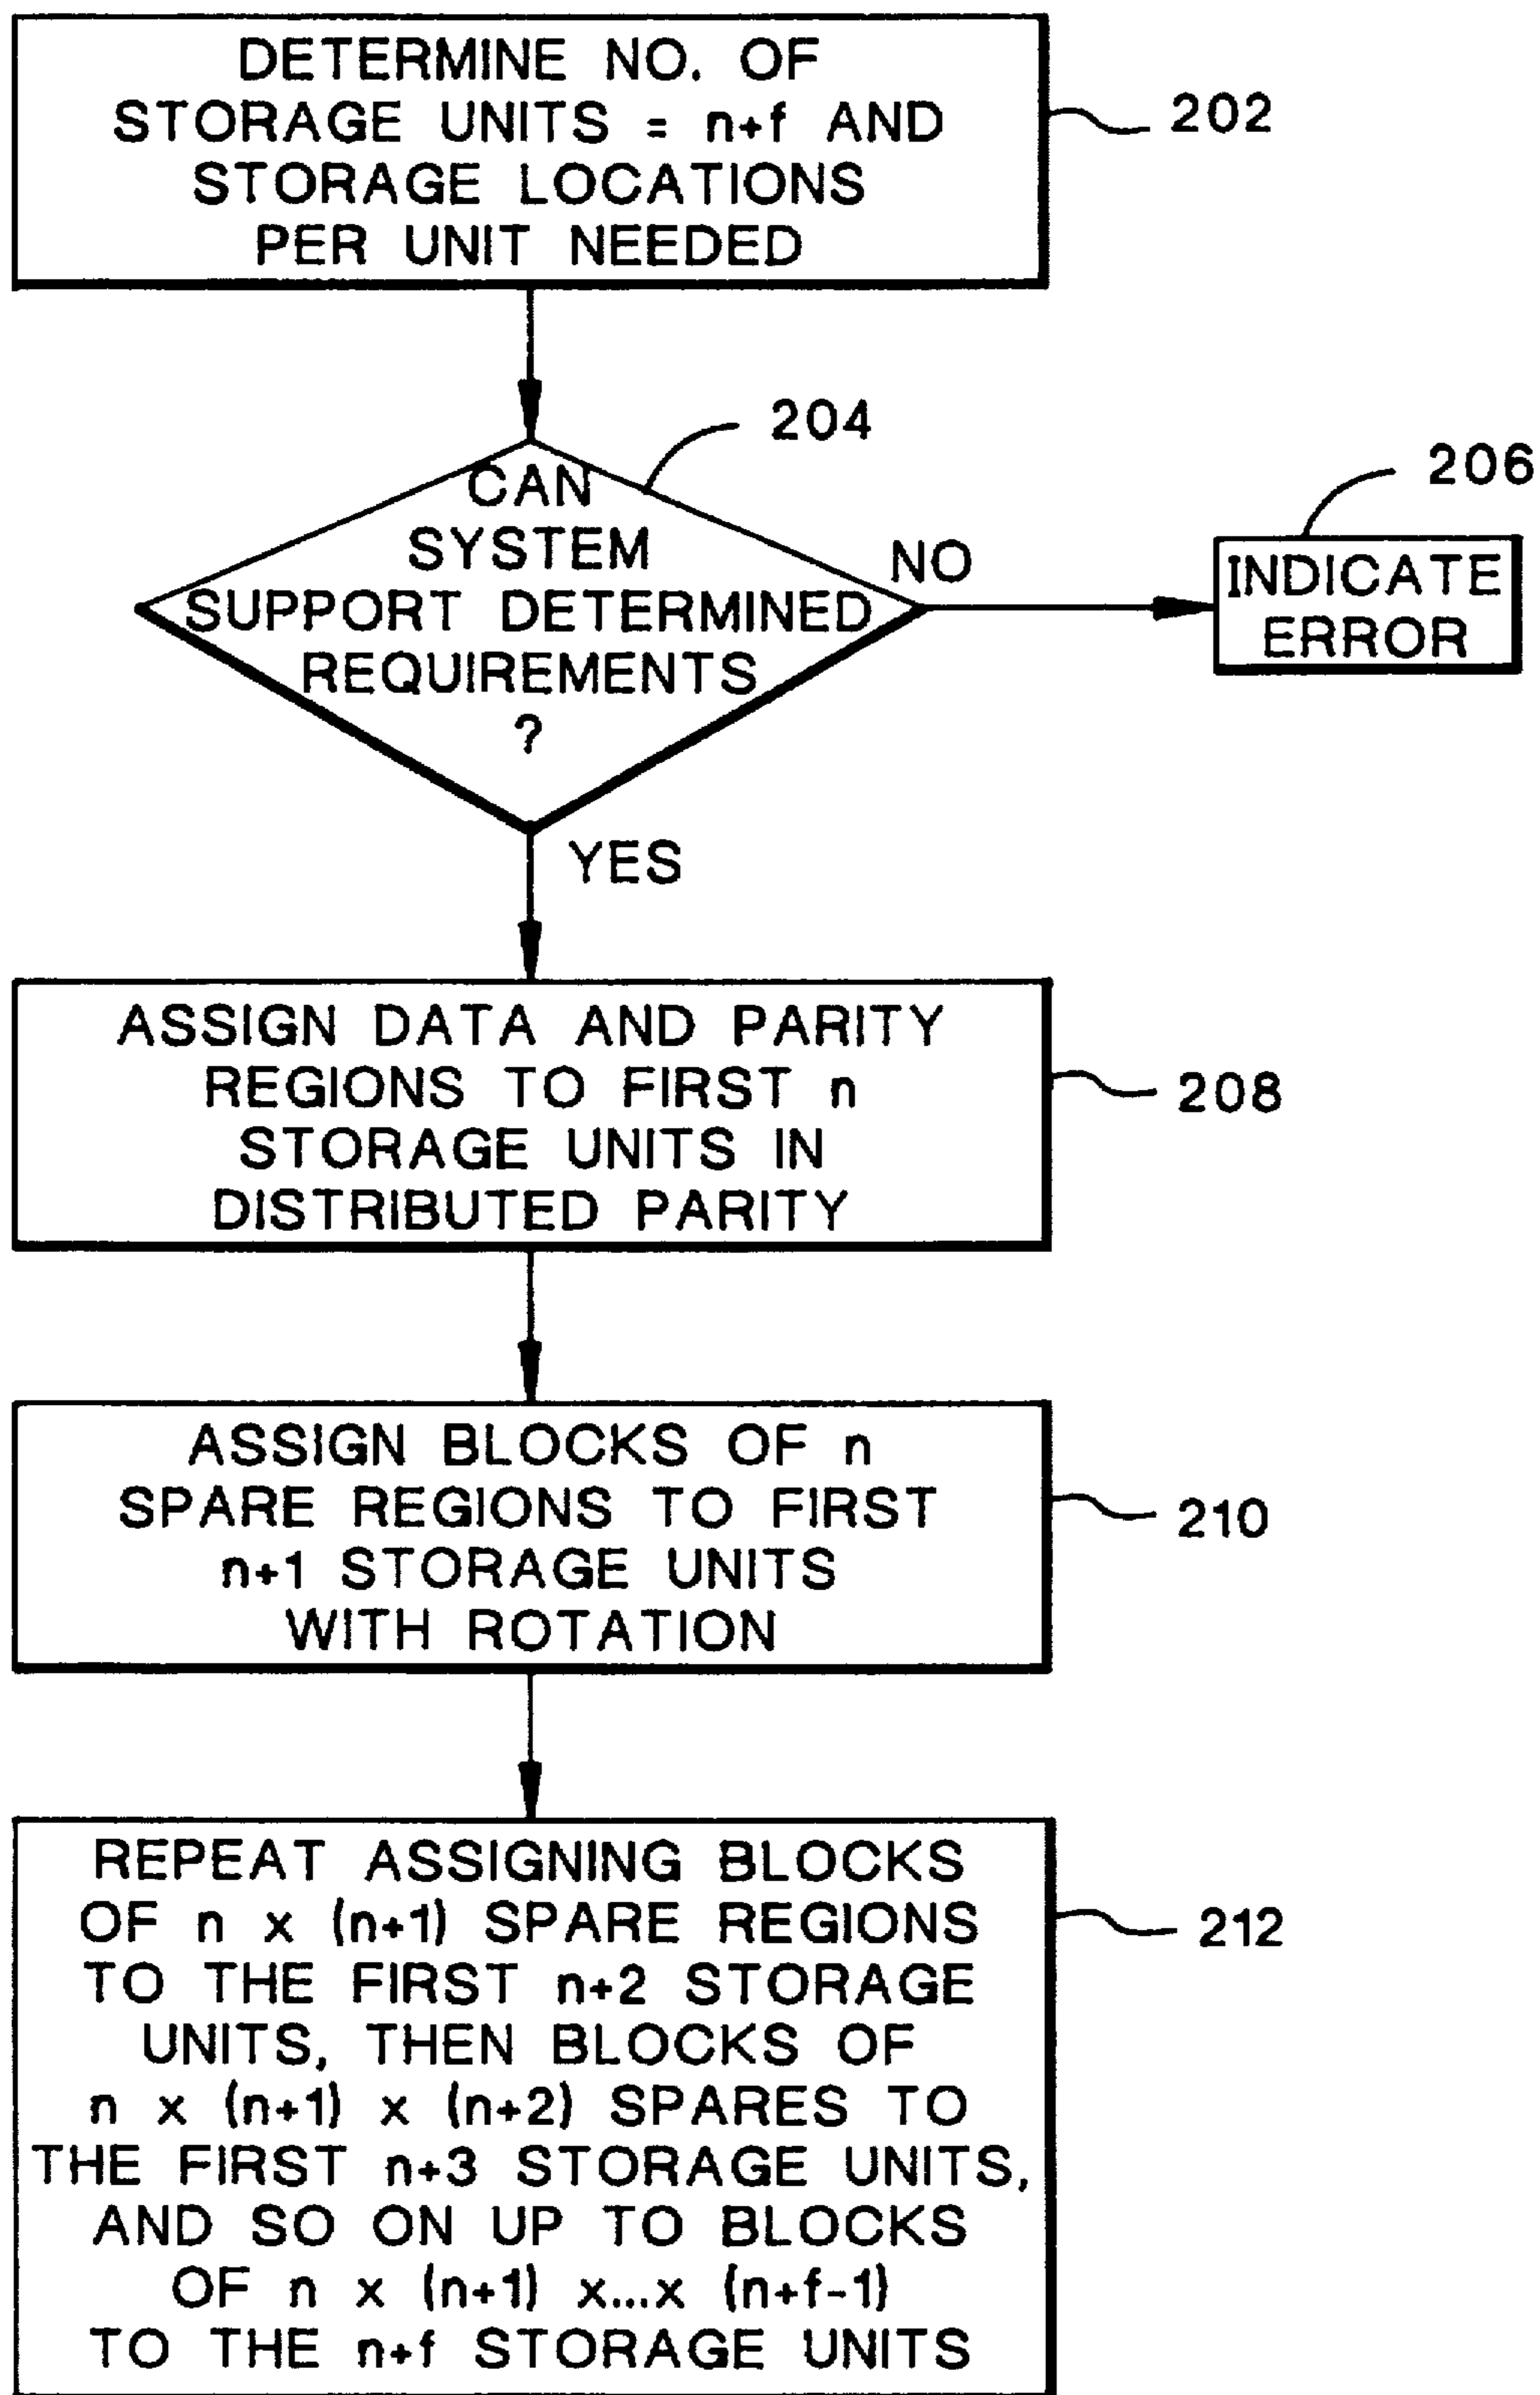 DETERMINE NO. OF
STORAGE UNITS = n+f AND
STORAGE LOCATIONS
PER UNIT NEEDED
202
204
CAN
SYSTEM
SUPPORT DETERMINED
REQUIREMENTS
?
NO
206
INDICATE
ERROR
YES
ASSIGN DATA AND PARITY
REGIONS TO FIRST n
STORAGE UNITS IN
DISTRIBUTED PARITY
208
ASSIGN BLOCKS OF n
SPARE REGIONS TO FIRST
n+1 STORAGE UNITS
WITH ROTATION
210
REPEAT ASSIGNING BLOCKS
OF n x (n+1) SPARE REGIONS
TO THE FIRST n+2 STORAGE
UNITS, THEN BLOCKS OF
n x (n+1) x (n+2) SPARES TO
THE FIRST n+3 STORAGE UNITS,
AND SO ON UP TO BLOCKS
OF n x (n+1) x...x (n+f-1)
TO THE n+f STORAGE UNITS
212